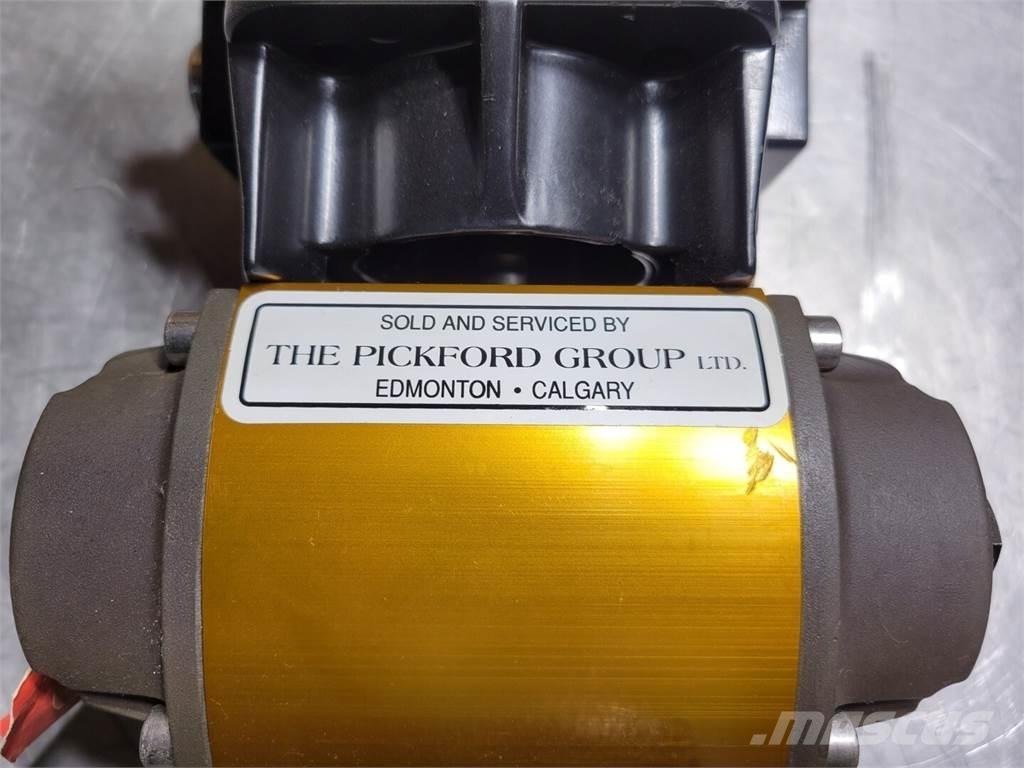 SOLD AND SERVICED BY
THE PICKFORD GROUP LTD.
EDMONTON • CALGARY
mascus